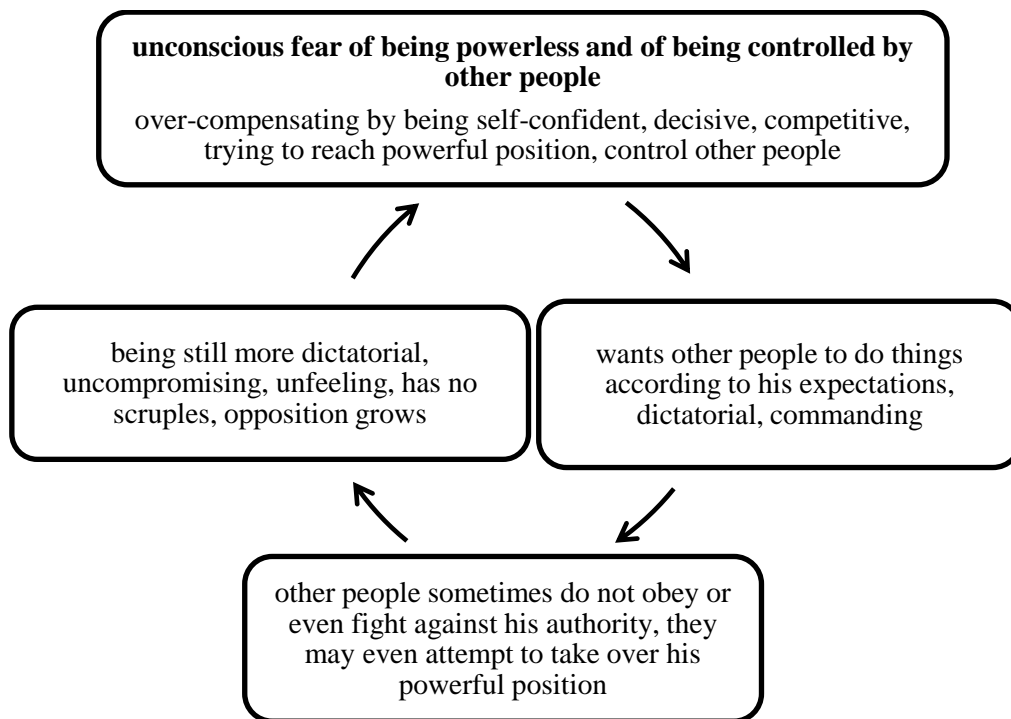 unconscious fear of being powerless and of being controlled by
other people
over-compensating by being self-confident, decisive, competitive,
trying to reach powerful position, control other people
being still more dictatorial,
uncompromising, unfeeling, has no
scruples, opposition grows
wants other people to do things
according to his expectations,
dictatorial, commanding
other people sometimes do not obey or
even fight against his authority, they
may even attempt to take over his
powerful position